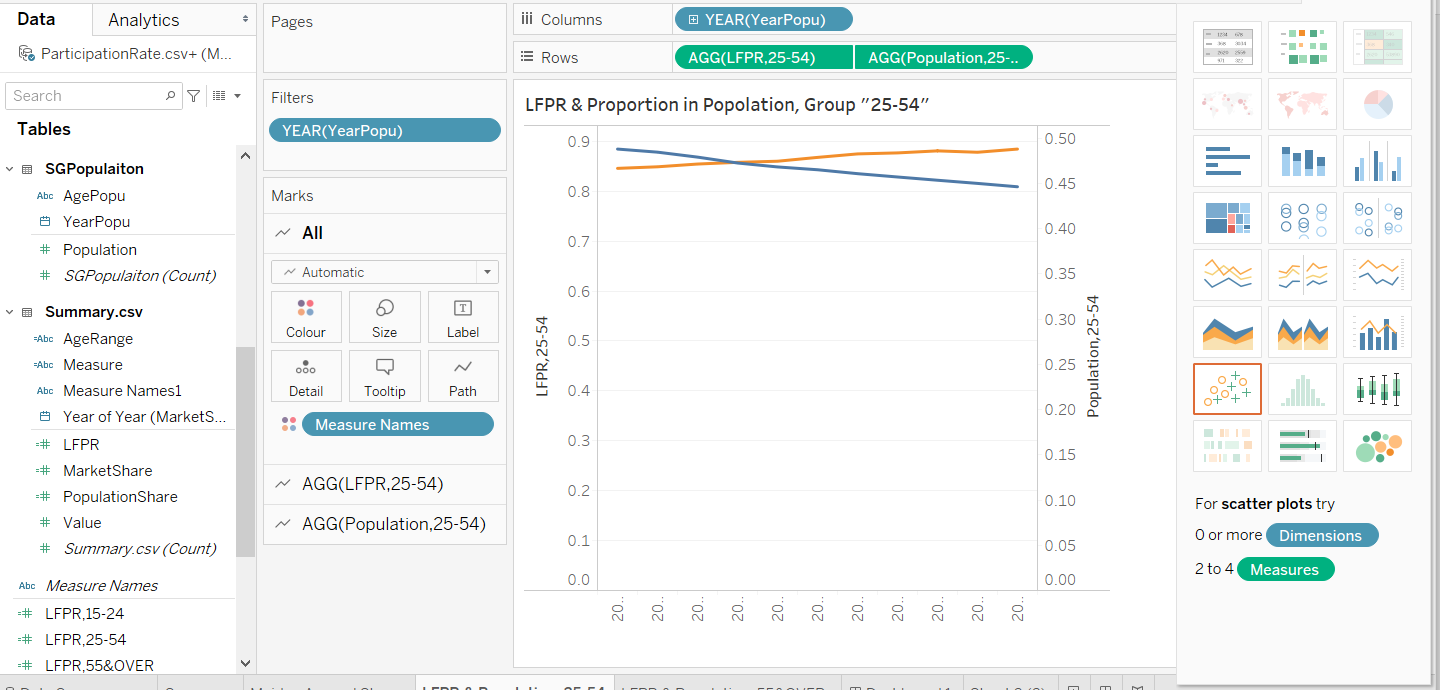 Data
Analytics
ParticipationRate.csv+ (M...
Search
Tables
SGPopulaiton
Abc AgePopu
YearPopu
# Population
# SGPopulaiton (Count)
Summary.csv
=Abc AgeRange
=Abc Measure
Abc Measure Names1
Year of Year (MarketS...
=# LFPR
=# MarketShare
=# PopulationShare
# Value
# Summary.csv (Count)
Abc Measure Names
=# LFPR,15-24
=# LFPR,25-54
=# LFPR,55&OVER
Pages
Filters
YEAR(YearPopu)
Marks
All
Automatic
Colour
Size
T
Label
Detail
Tooltip
Path
Measure Names
AGG(LFPR,25-54)
AGG(Population,25-54)
Columns
YEAR(YearPopu)
Rows
AGG(LFPR,25-54)
AGG(Population,25-..
LFPR & Proportion in Popolation, Group "25-54"
LFPR,25-54
0.9
0.8
0.7
0.6
0.5
0.4
0.3
0.2
0.1
0.0
0.50
0.45
0.40
0.35
0.30
0.25
0.20
0.15
0.10
0.05
0.00
Population,25-54
20..
20..
20..
20..
20..
20..
20..
20..
20..
20..
20..
For scatter plots try
0 or more Dimensions
2 to 4 Measures